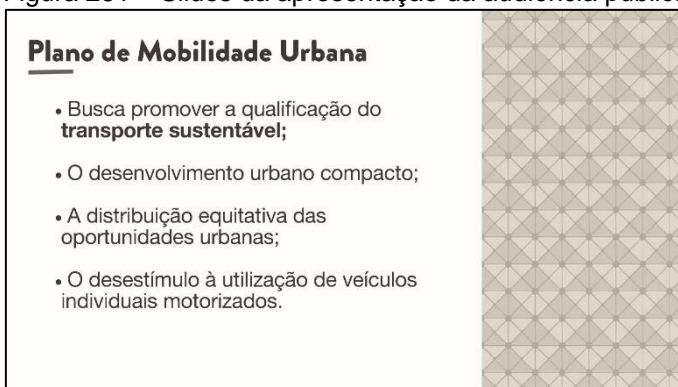 Figura 201 – Slides da apresentação da audiência pública
Plano de Mobilidade Urbana
• Busca promover a qualificação do
transporte sustentável;
• O desenvolvimento urbano compacto;
• A distribuição equitativa das
oportunidades urbanas;
• O desestímulo à utilização de veículos
individuais motorizados.